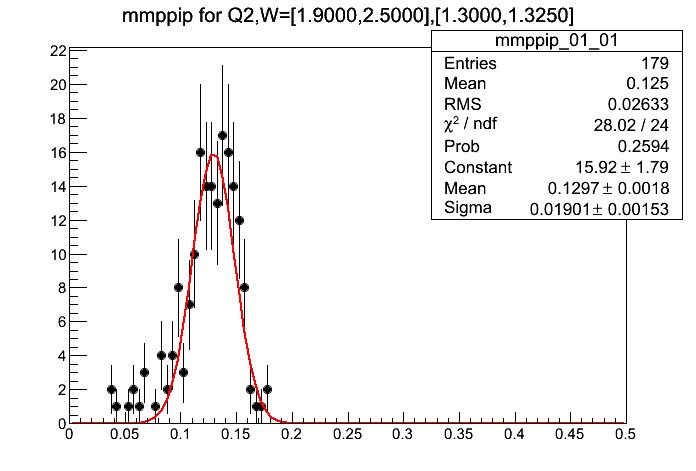 mmppip for Q2,W=[1.9000,2.5000],[1.3000,1.3250]
mmppip_01_01
Entries 179
Mean 0.125
RMS 0.02633
χ² / ndf 28.02 / 24
Prob 0.2594
Constant 15.92 ± 1.79
Mean 0.1297 ± 0.0018
Sigma 0.01901 ± 0.00153
22
20
18
16
14
12
10
8
6
4
2
0
0 0.05 0.1 0.15 0.2 0.25 0.3 0.35 0.4 0.45 0.5